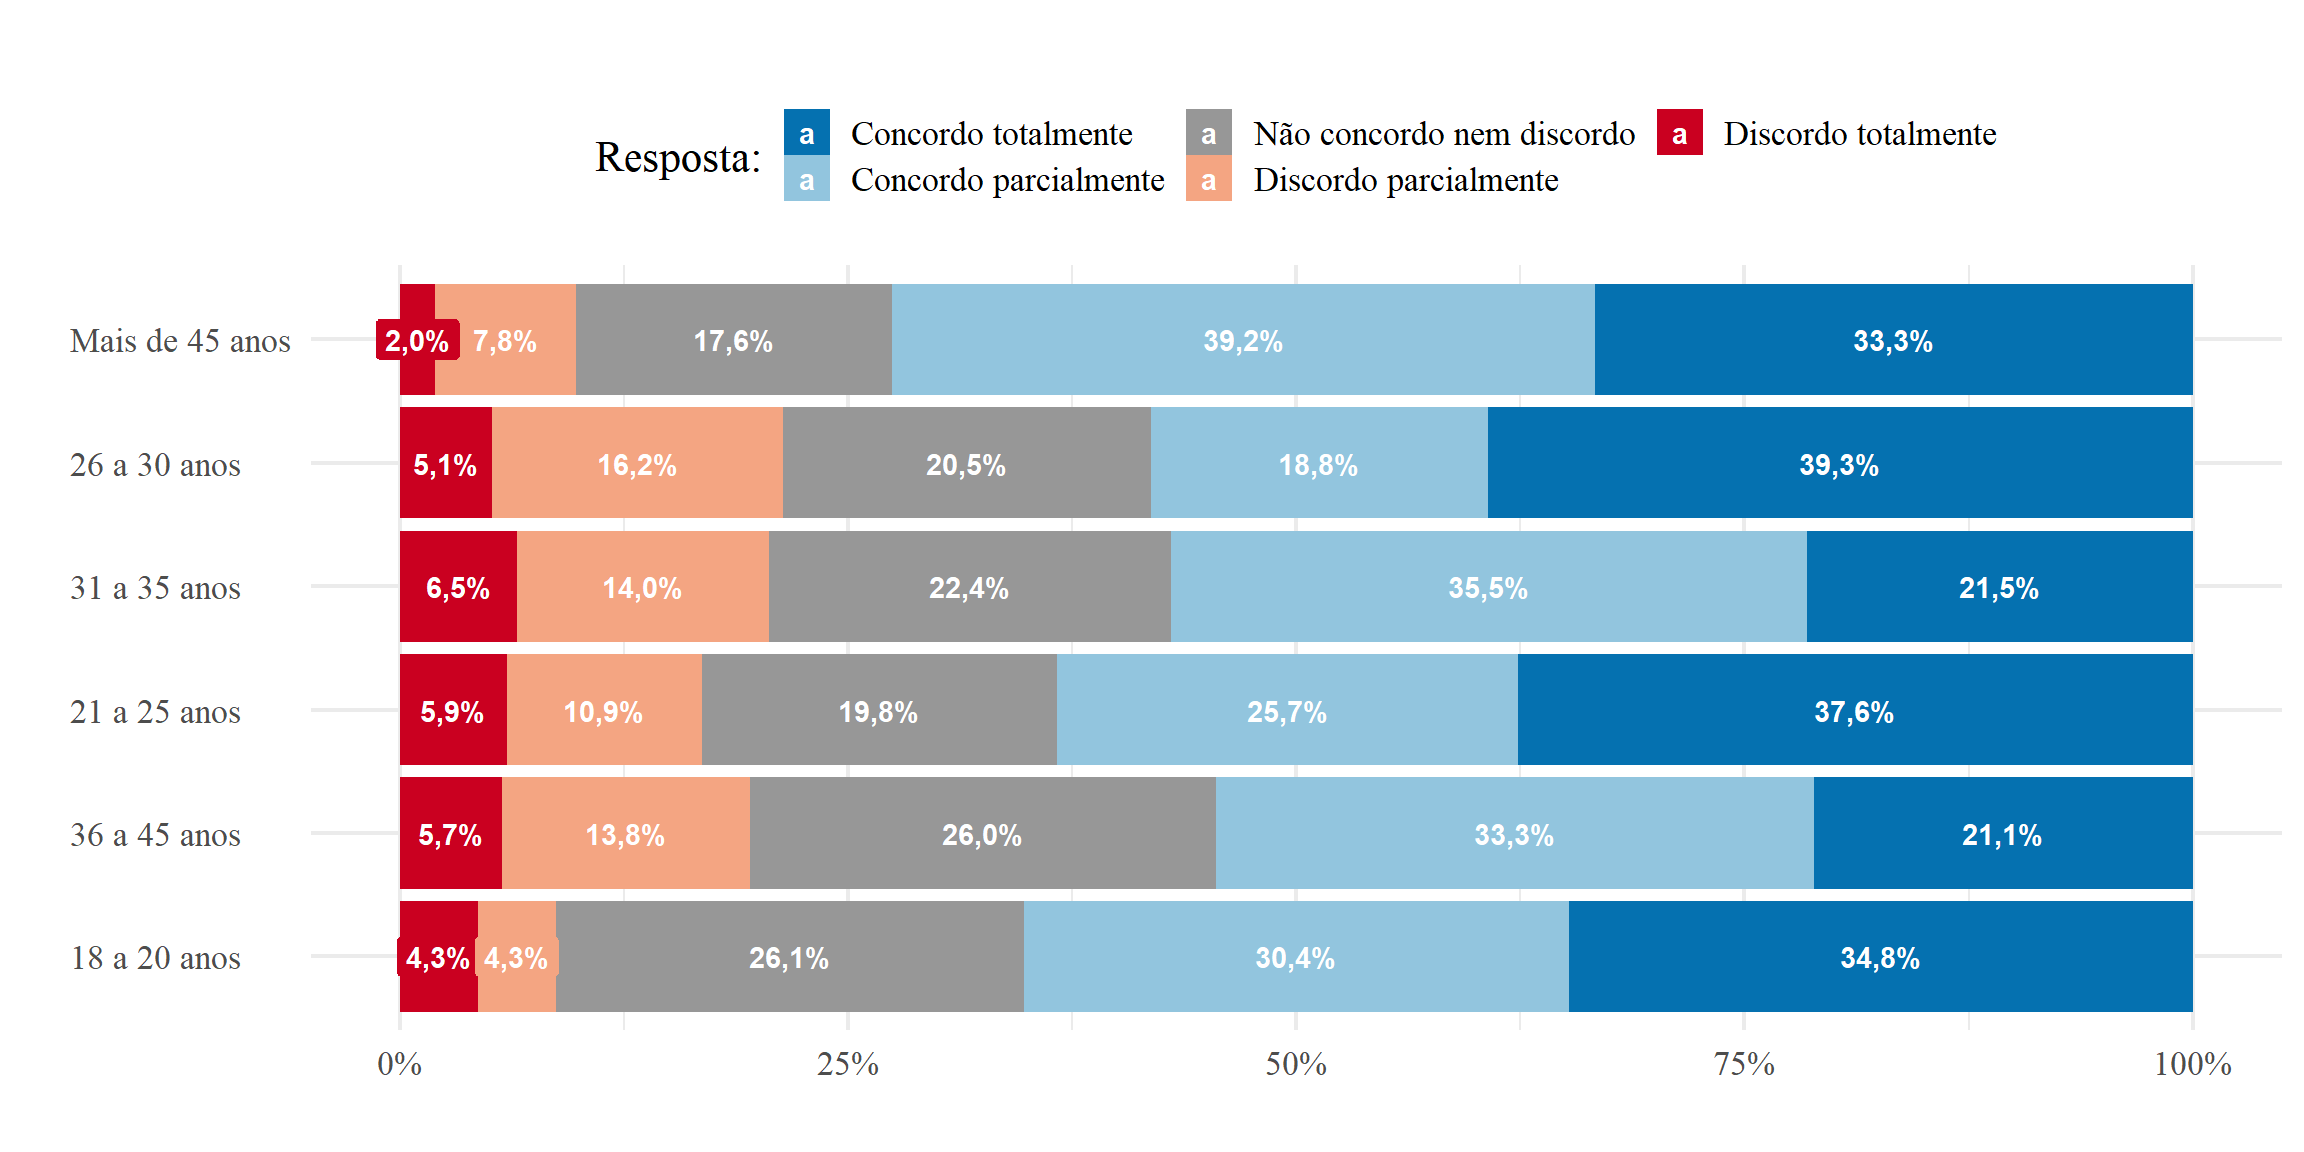 Resposta:
a Concordo totalmente
a Não concordo nem discordo
a Discordo totalmente
a Concordo parcialmente
a Discordo parcialmente
Mais de 45 anos 2,0% 7,8% 17,6% 39,2% 33,3%
26 a 30 anos 5,1% 16,2% 20,5% 18,8% 39,3%
31 a 35 anos 6,5% 14,0% 22,4% 35,5% 21,5%
21 a 25 anos 5,9% 10,9% 19,8% 25,7% 37,6%
36 a 45 anos 5,7% 13,8% 26,0% 33,3% 21,1%
18 a 20 anos 4,3% 4,3% 26,1% 30,4% 34,8%
0% 25% 50% 75% 100%